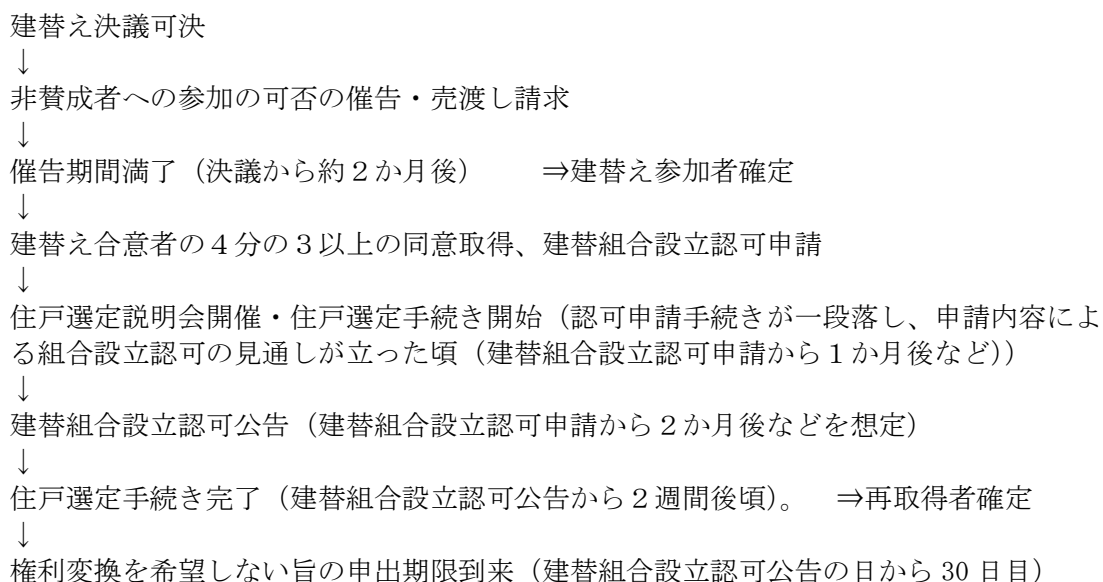 建替え決議可決
↓
非賛成者への参加の可否の催告・売渡し請求
↓
催告期間満了（決議から約２か月後）　　⇒建替え参加者確定
↓
建替え合意者の４分の３以上の同意取得、建替組合設立認可申請
↓
住戸選定説明会開催・住戸選定手続き開始（認可申請手続きが一段落し、申請内容によ
る組合設立認可の見通しが立った頃（建替組合設立認可申請から１か月後など））
↓
建替組合設立認可公告（建替組合設立認可申請から２か月後などを想定）
↓
住戸選定手続き完了（建替組合設立認可公告から２週間後頃）。　⇒再取得者確定
↓
権利変換を希望しない旨の申出期限到来（建替組合設立認可公告の日から 30 日目）